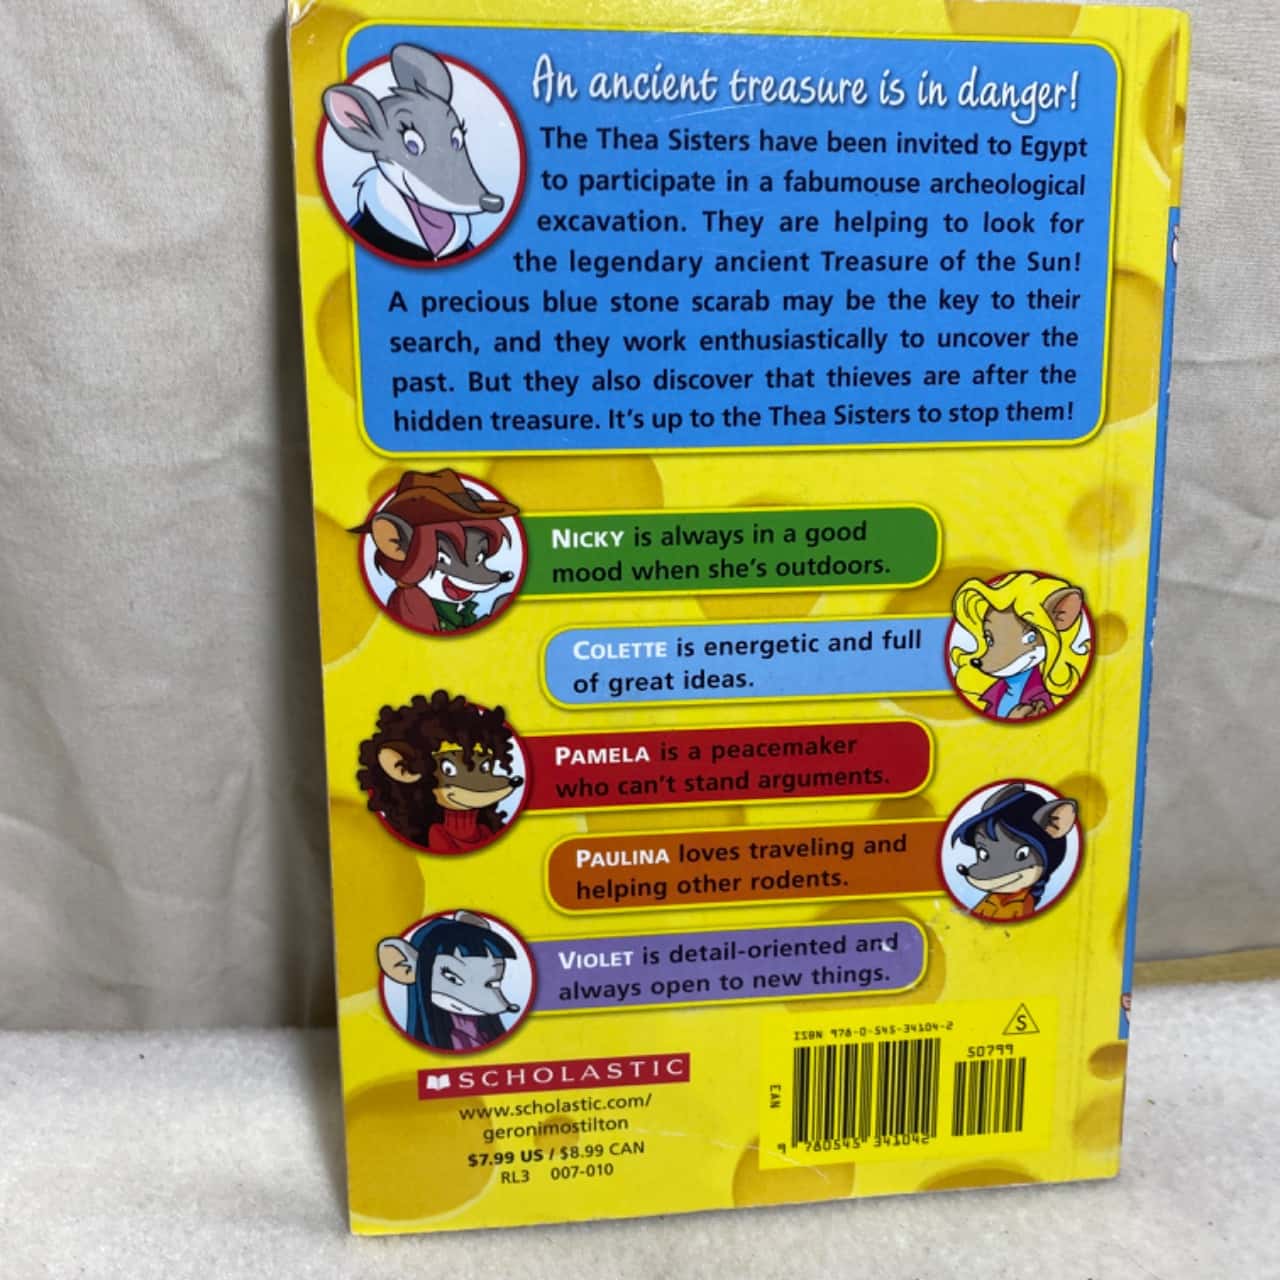 An ancient treasure is in danger!
The Thea Sisters have been invited to Egypt
to participate in a fabumouse archeological
excavation. They are helping to look for
the legendary ancient Treasure of the Sun!
A precious blue stone scarab may be the key to their
search, and they work enthusiastically to uncover the
past. But they also discover that thieves are after the
hidden treasure. It's up to the Thea Sisters to stop them!
NICKY is always in a good
mood when she's outdoors.
COLETTE is energetic and full
of great ideas.
PAMELA is a peacemaker
who can't stand arguments.
PAULINA loves traveling and
helping other rodents.
VIOLET is detail-oriented and
always open to new things.
SCHOLASTIC
www.scholastic.com/
geronimostilton
$7.99 US / $8.99 CAN
RL3 007-010
ISBN 978-0-545-34104-2
S
50799
EAN
9 780545 341042